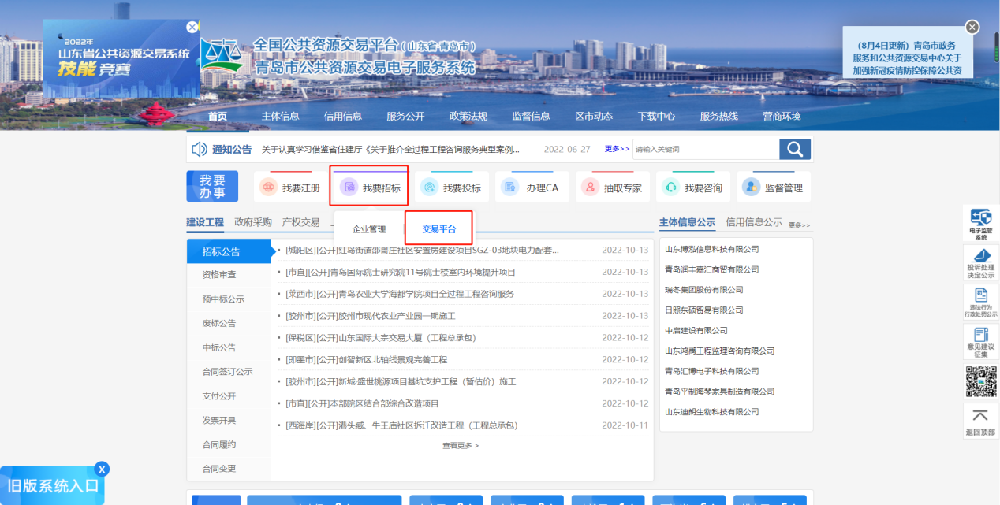 2022年
山东省公共资源交易系统
技能竞赛
全国公共资源交易平台(山东省·青岛市)
青岛市公共资源交易电子服务系统
(8月4日更新)青岛市政务
服务和公共资源交易中心关于
加强新冠疫情防控保障公共资
首页 主体信息 信用信息 服务公开 政策法规 监督信息 区市动态 下载中心 服务热线 营商环境
通知公告 关于认真学习借鉴省住建厅《关于推介全过程工程咨询服务典型案例... 2022-06-27 更多>> 请输入关键词
我要
办事
我要注册 我要招标 我要投标 办理CA 抽取专家 我要咨询 监督管理
建设工程 政府采购 产权交易
企业管理 交易平台
主体信息公示 信用信息公示 更多>>
招标公告
资格审查
预中标公示
废标公告
中标公告
合同签订公示
支付公开
发票开具
合同履约
合同变更
[城阳区][公开]红岛街道邵哥庄社区安置房建设项目SGZ-03地块电力配套... 2022-10-13
[市直][公开]青岛国际院士研究院11号院士楼室内环境提升项目 2022-10-13
[莱西市][公开]青岛农业大学海都学院项目全过程工程咨询服务 2022-10-13
[胶州市][公开]胶州市现代农业产业园一期施工 2022-10-13
[保税区][公开]山东国际大宗交易大厦(工程总承包) 2022-10-12
[即墨市][公开]创智新区北轴线景观完善工程 2022-10-12
[胶州市][公开]新城·盛世桃源项目基坑支护工程(暂估价)施工 2022-10-12
[市直][公开]本部院区结合部综合改造项目 2022-10-12
[西海岸][公开]港头臧、牛王庙社区拆迁改造工程(工程总承包) 2022-10-11
查看更多 >
山东博泓信息科技有限公司
青岛润丰嘉汇商贸有限公司
瑞冬集团股份有限公司
日照东硕贸易有限公司
中启建设有限公司
山东鸿禹工程监理咨询有限公司
青岛汇博电子科技有限公司
青岛平制海琴家具制造有限公司
山东迪朗生物科技有限公司
电子监管
系统
投诉处理
决定公示
违法行为
行政处罚公示
意见建议
征集
返回顶部
旧版系统入口
X